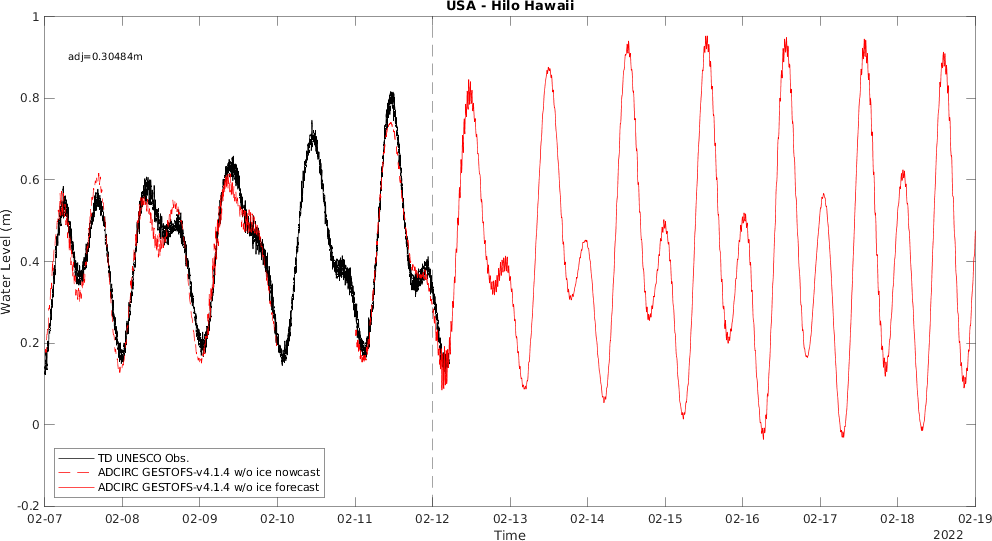 USA - Hilo Hawaii
adj=0.30484m
Water Level (m)
1
0.8
0.6
0.4
0.2
0
-0.2
TD UNESCO Obs.
ADCIRC GESTOFS-v4.1.4 w/o ice nowcast
ADCIRC GESTOFS-v4.1.4 w/o ice forecast
02-07 02-08 02-09 02-10 02-11 02-12 02-13 02-14 02-15 02-16 02-17 02-18 02-19
Time
2022